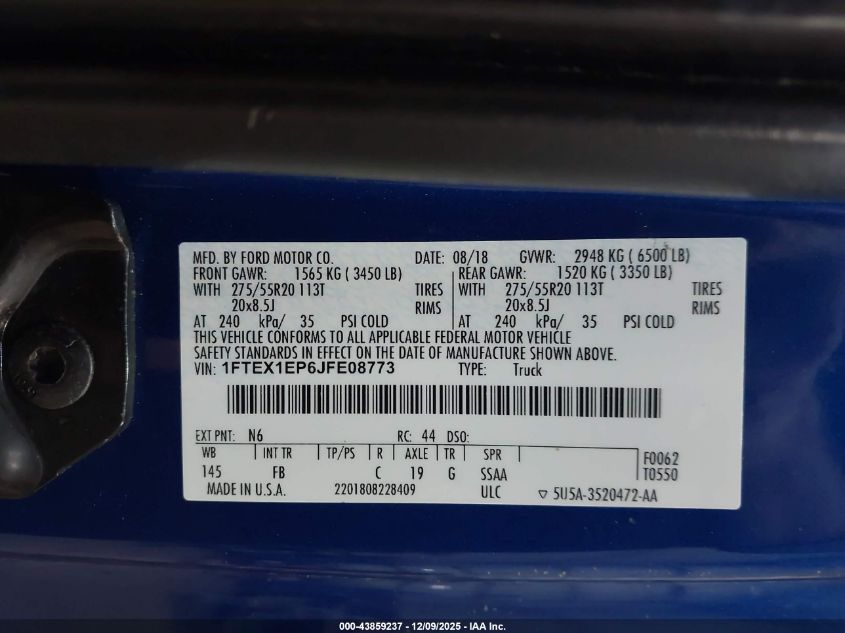 MFD. BY FORD MOTOR CO. DATE: 08/18 GVWR: 2948 KG ( 6500 LB)
FRONT GAWR: 1565 KG ( 3450 LB) REAR GAWR: 1520 KG ( 3350 LB)
WITH 275/55R20 113T TIRES WITH 275/55R20 113T TIRES
20x8.5J RIMS 20x8.5J RIMS
AT 240 kPa/ 35 PSI COLD AT 240 kPa/ 35 PSI COLD
THIS VEHICLE CONFORMS TO ALL APPLICABLE FEDERAL MOTOR VEHICLE
SAFETY STANDARDS IN EFFECT ON THE DATE OF MANUFACTURE SHOWN ABOVE.
VIN: 1FTEX1EP6JFE08773 TYPE: Truck
EXT PNT: N6 RC: 44 DSO:
WB INT TR TP/PS R AXLE TR SPR F0062
145 FB C 19 G SSAA T0550
MADE IN U.S.A. 2201808228409 ULC ▽ 5U5A-3520472-AA
000-43859237 - 12/09/2025 - IAA Inc.